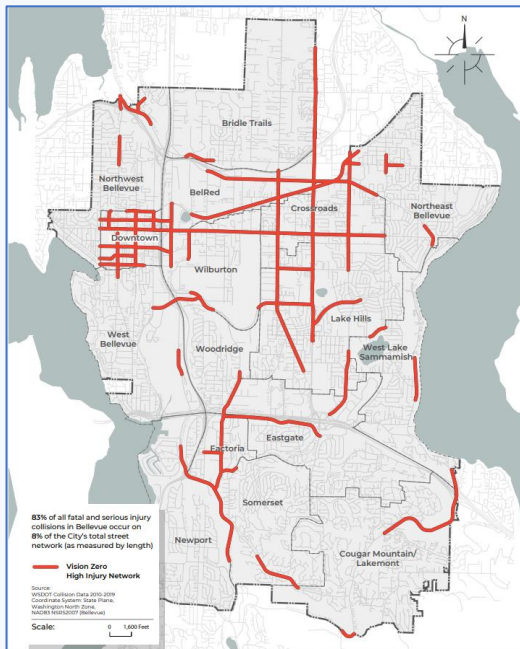 N
Bridle Trails
Northwest
Bellevue
BelRed
Crossroads
Northeast
Bellevue
Downtown
Wilburton
West
Bellevue
Lake Hills
Woodridge
West Lake
Sammamish
Factoria
Eastgate
Somerset
Newport
Cougar Mountain/
Lakemont
83% of all fatal and serious injury
collisions in Bellevue occur on
8% of the City's total street
network (as measured by length)
Vision Zero
High Injury Network
Source:
WSDOT Collision Data 2010-2019
Coordinate System: State Plane,
Washington North Zone,
NAD83 NSRS2007 (Bellevue)
Scale:
0 1,600 Feet